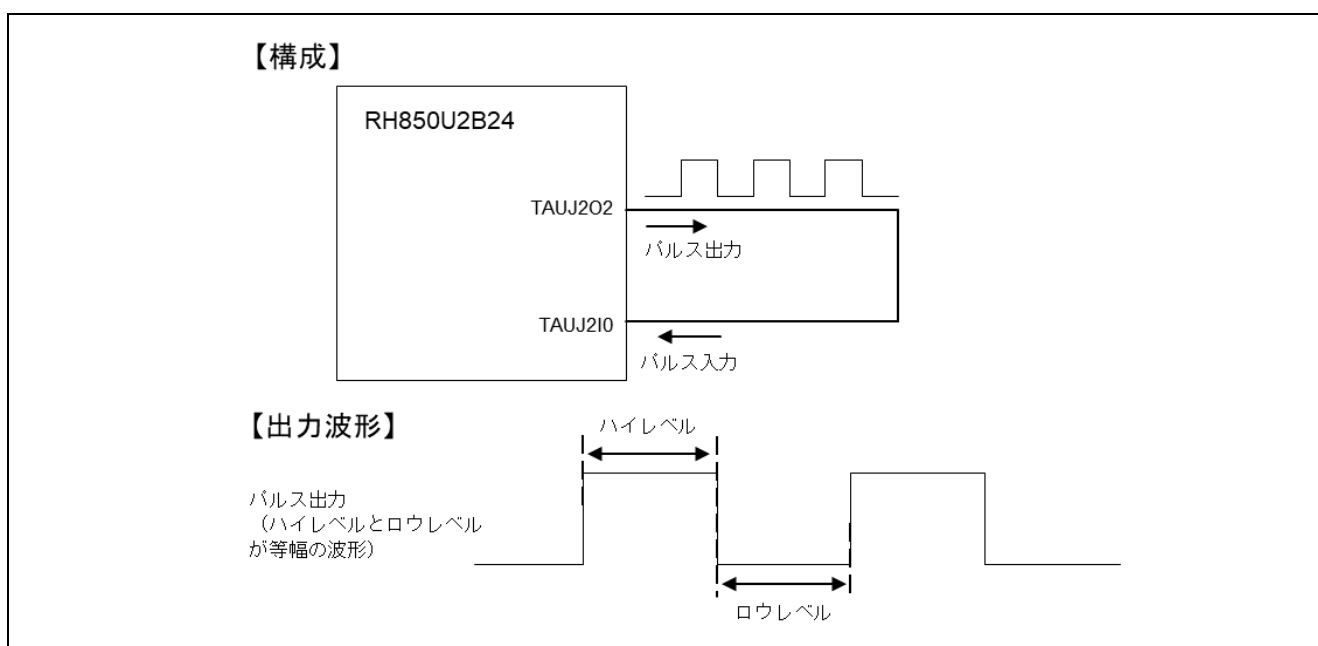 【構成】
RH850U2B24
TAUJ2O2
パルス出力
TAUJ2I0
パルス入力
【出力波形】
ハイレベル
パルス出力
（ハイレベルとロウレベル
が等幅の波形）
ロウレベル